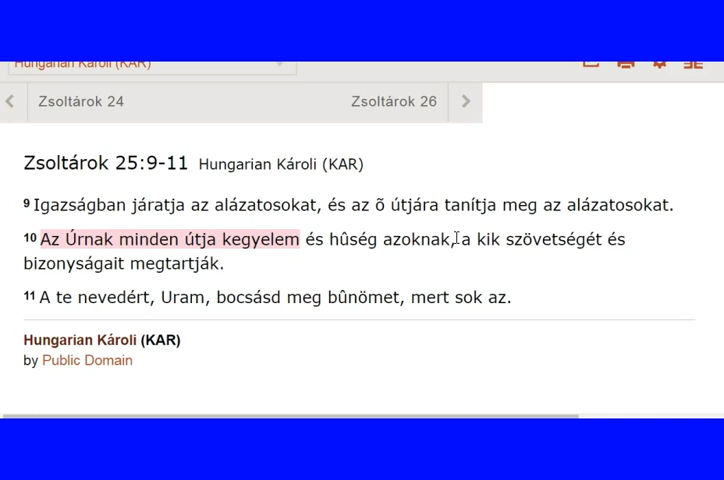 Hungarian Károli (KAR)
Zsoltárok 24 Zsoltárok 26
Zsoltárok 25:9-11 Hungarian Károli (KAR)
9 Igazságban járatja az alázatosokat, és az õ útjára tanítja meg az alázatosokat.
10 Az Úrnak minden útja kegyelem és hûség azoknak, a kik szövetségét és
bizonyságait megtartják.
11 A te nevedért, Uram, bocsásd meg bûnömet, mert sok az.
Hungarian Károli (KAR)
by Public Domain